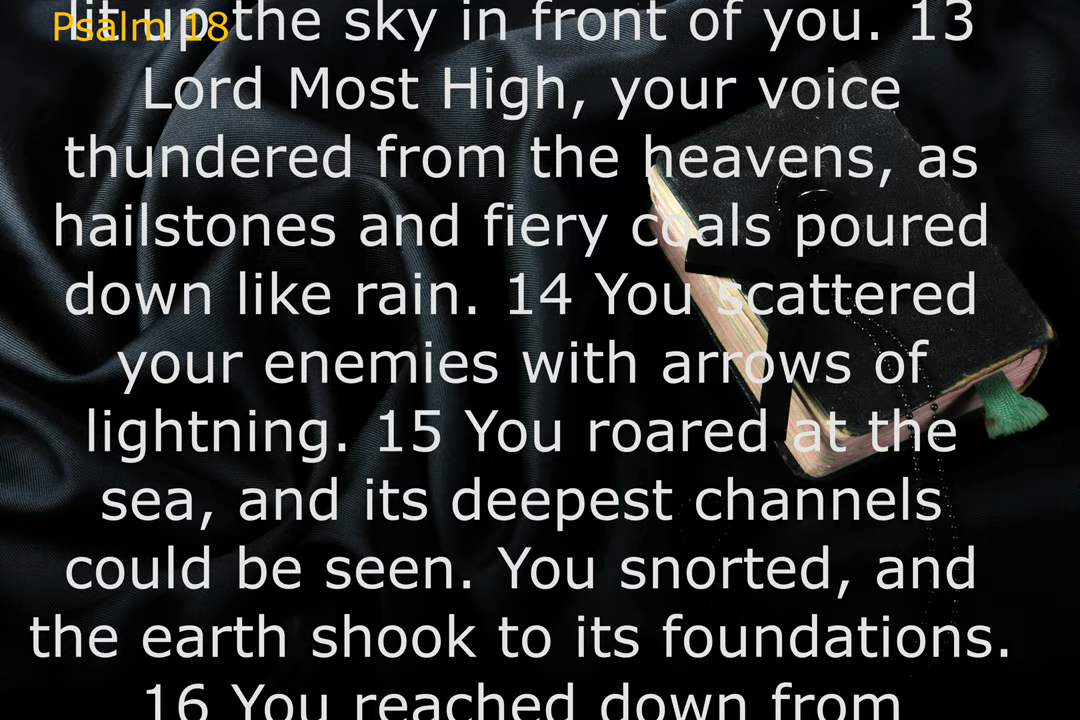 Psalm 18
lit up the sky in front of you. 13
Lord Most High, your voice
thundered from the heavens, as
hailstones and fiery coals poured
down like rain. 14 You scattered
your enemies with arrows of
lightning. 15 You roared at the
sea, and its deepest channels
could be seen. You snorted, and
the earth shook to its foundations.
16 You reached down from